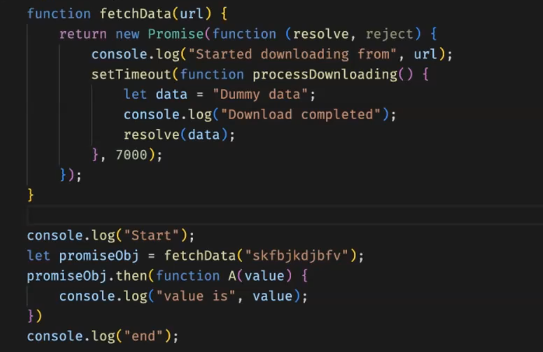 function fetchData(url) {
    return new Promise(function (resolve, reject) {
        console.log("Started downloading from", url);
        setTimeout(function processDownloading() {
            let data = "Dummy data";
            console.log("Download completed");
            resolve(data);
        }, 7000);
    });
}

console.log("Start");
let promiseObj = fetchData("skfbjkdjbfv");
promiseObj.then(function A(value) {
    console.log("value is", value);
})
console.log("end");